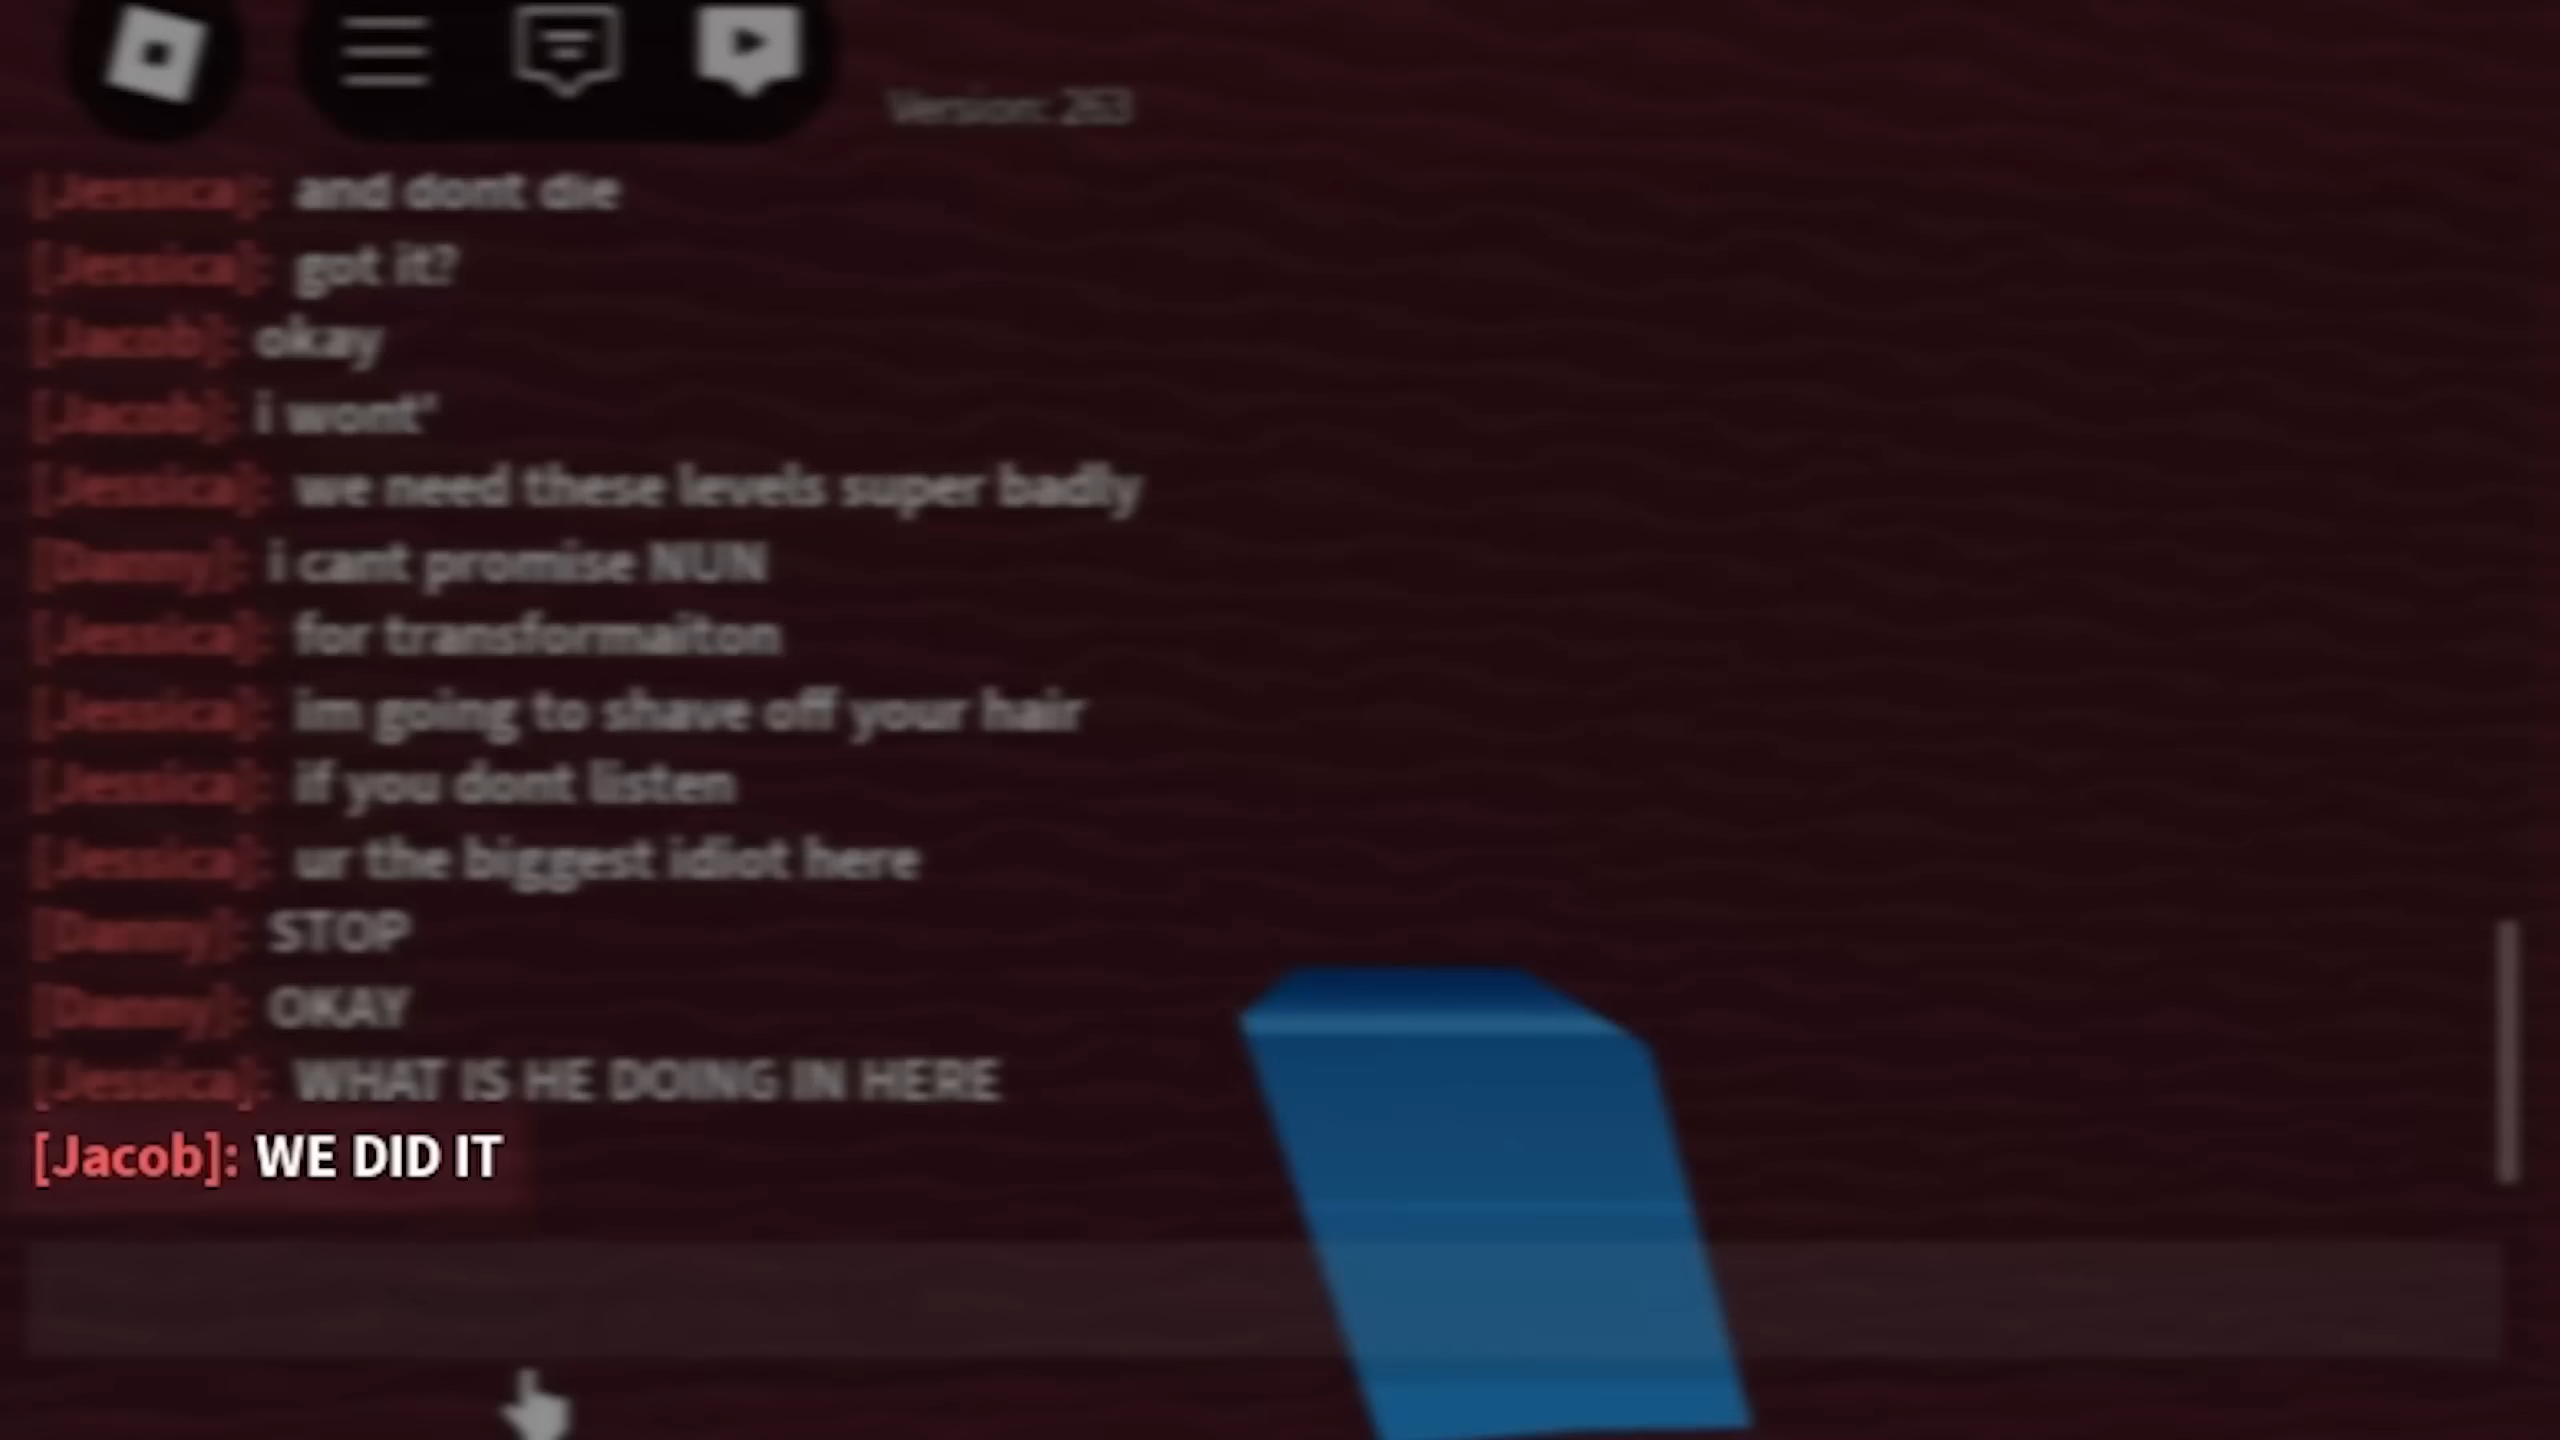 Version: 263
[Jessica]: and dont die
[Jessica]: got it?
[Jacob]: okay
[Jacob]: i wont'
[Jessica]: we need these levels super badly
[Danny]: i cant promise NUN
[Jessica]: for transformaiton
[Jessica]: im going to shave off your hair
[Jessica]: if you dont listen
[Jessica]: ur the biggest idiot here
[Danny]: STOP
[Danny]: OKAY
[Jessica]: WHAT IS HE DOING IN HERE
[Jacob]: WE DID IT